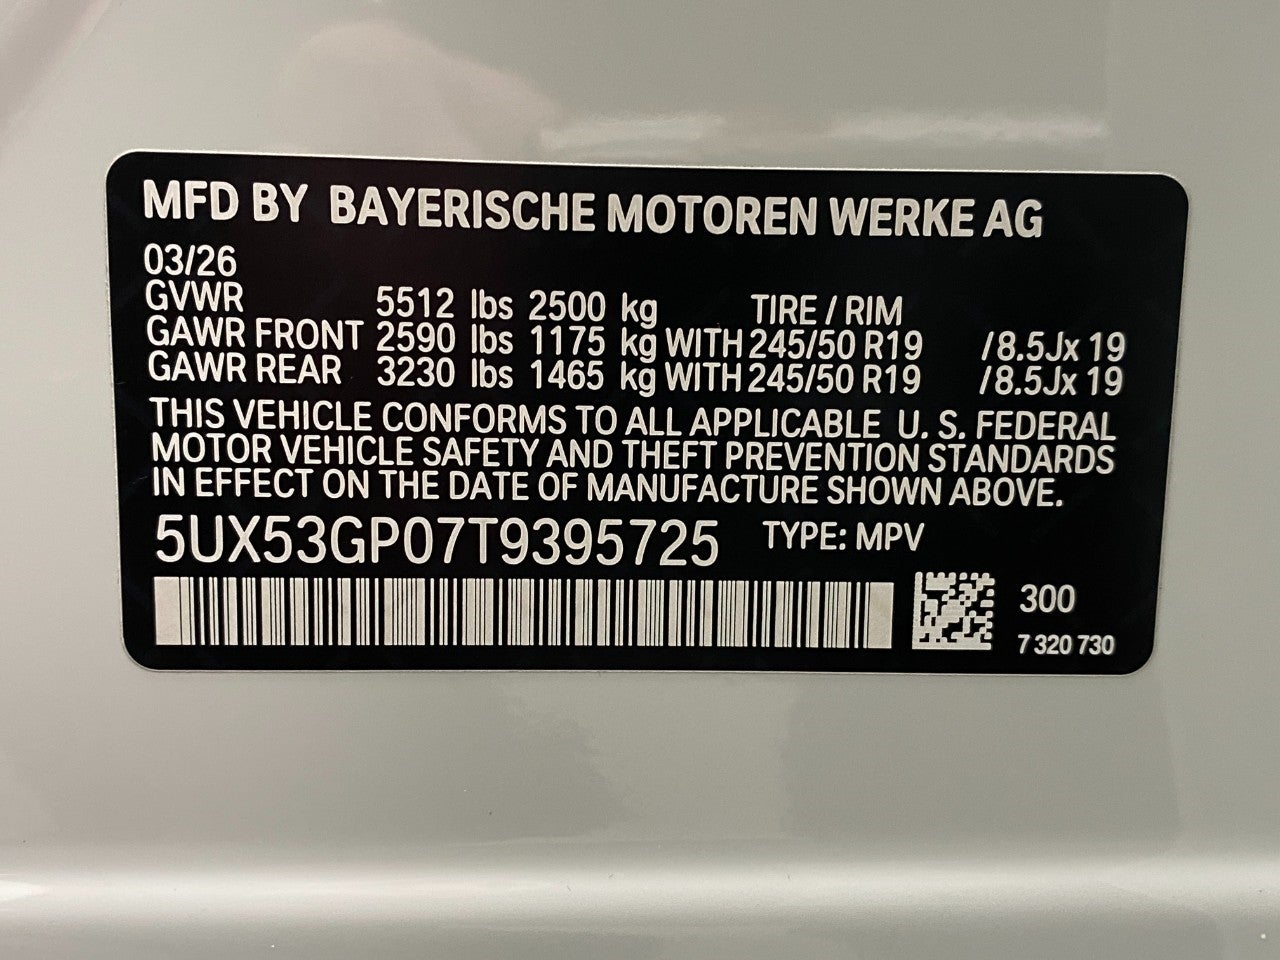 MFD BY BAYERISCHE MOTOREN WERKE AG
03/26
GVWR 5512 lbs 2500 kg TIRE / RIM
GAWR FRONT 2590 lbs 1175 kg WITH 245/50 R19 /8.5Jx 19
GAWR REAR 3230 lbs 1465 kg WITH 245/50 R19 /8.5Jx 19
THIS VEHICLE CONFORMS TO ALL APPLICABLE U. S. FEDERAL
MOTOR VEHICLE SAFETY AND THEFT PREVENTION STANDARDS
IN EFFECT ON THE DATE OF MANUFACTURE SHOWN ABOVE.
5UX53GP07T9395725 TYPE: MPV
300
7 320 730